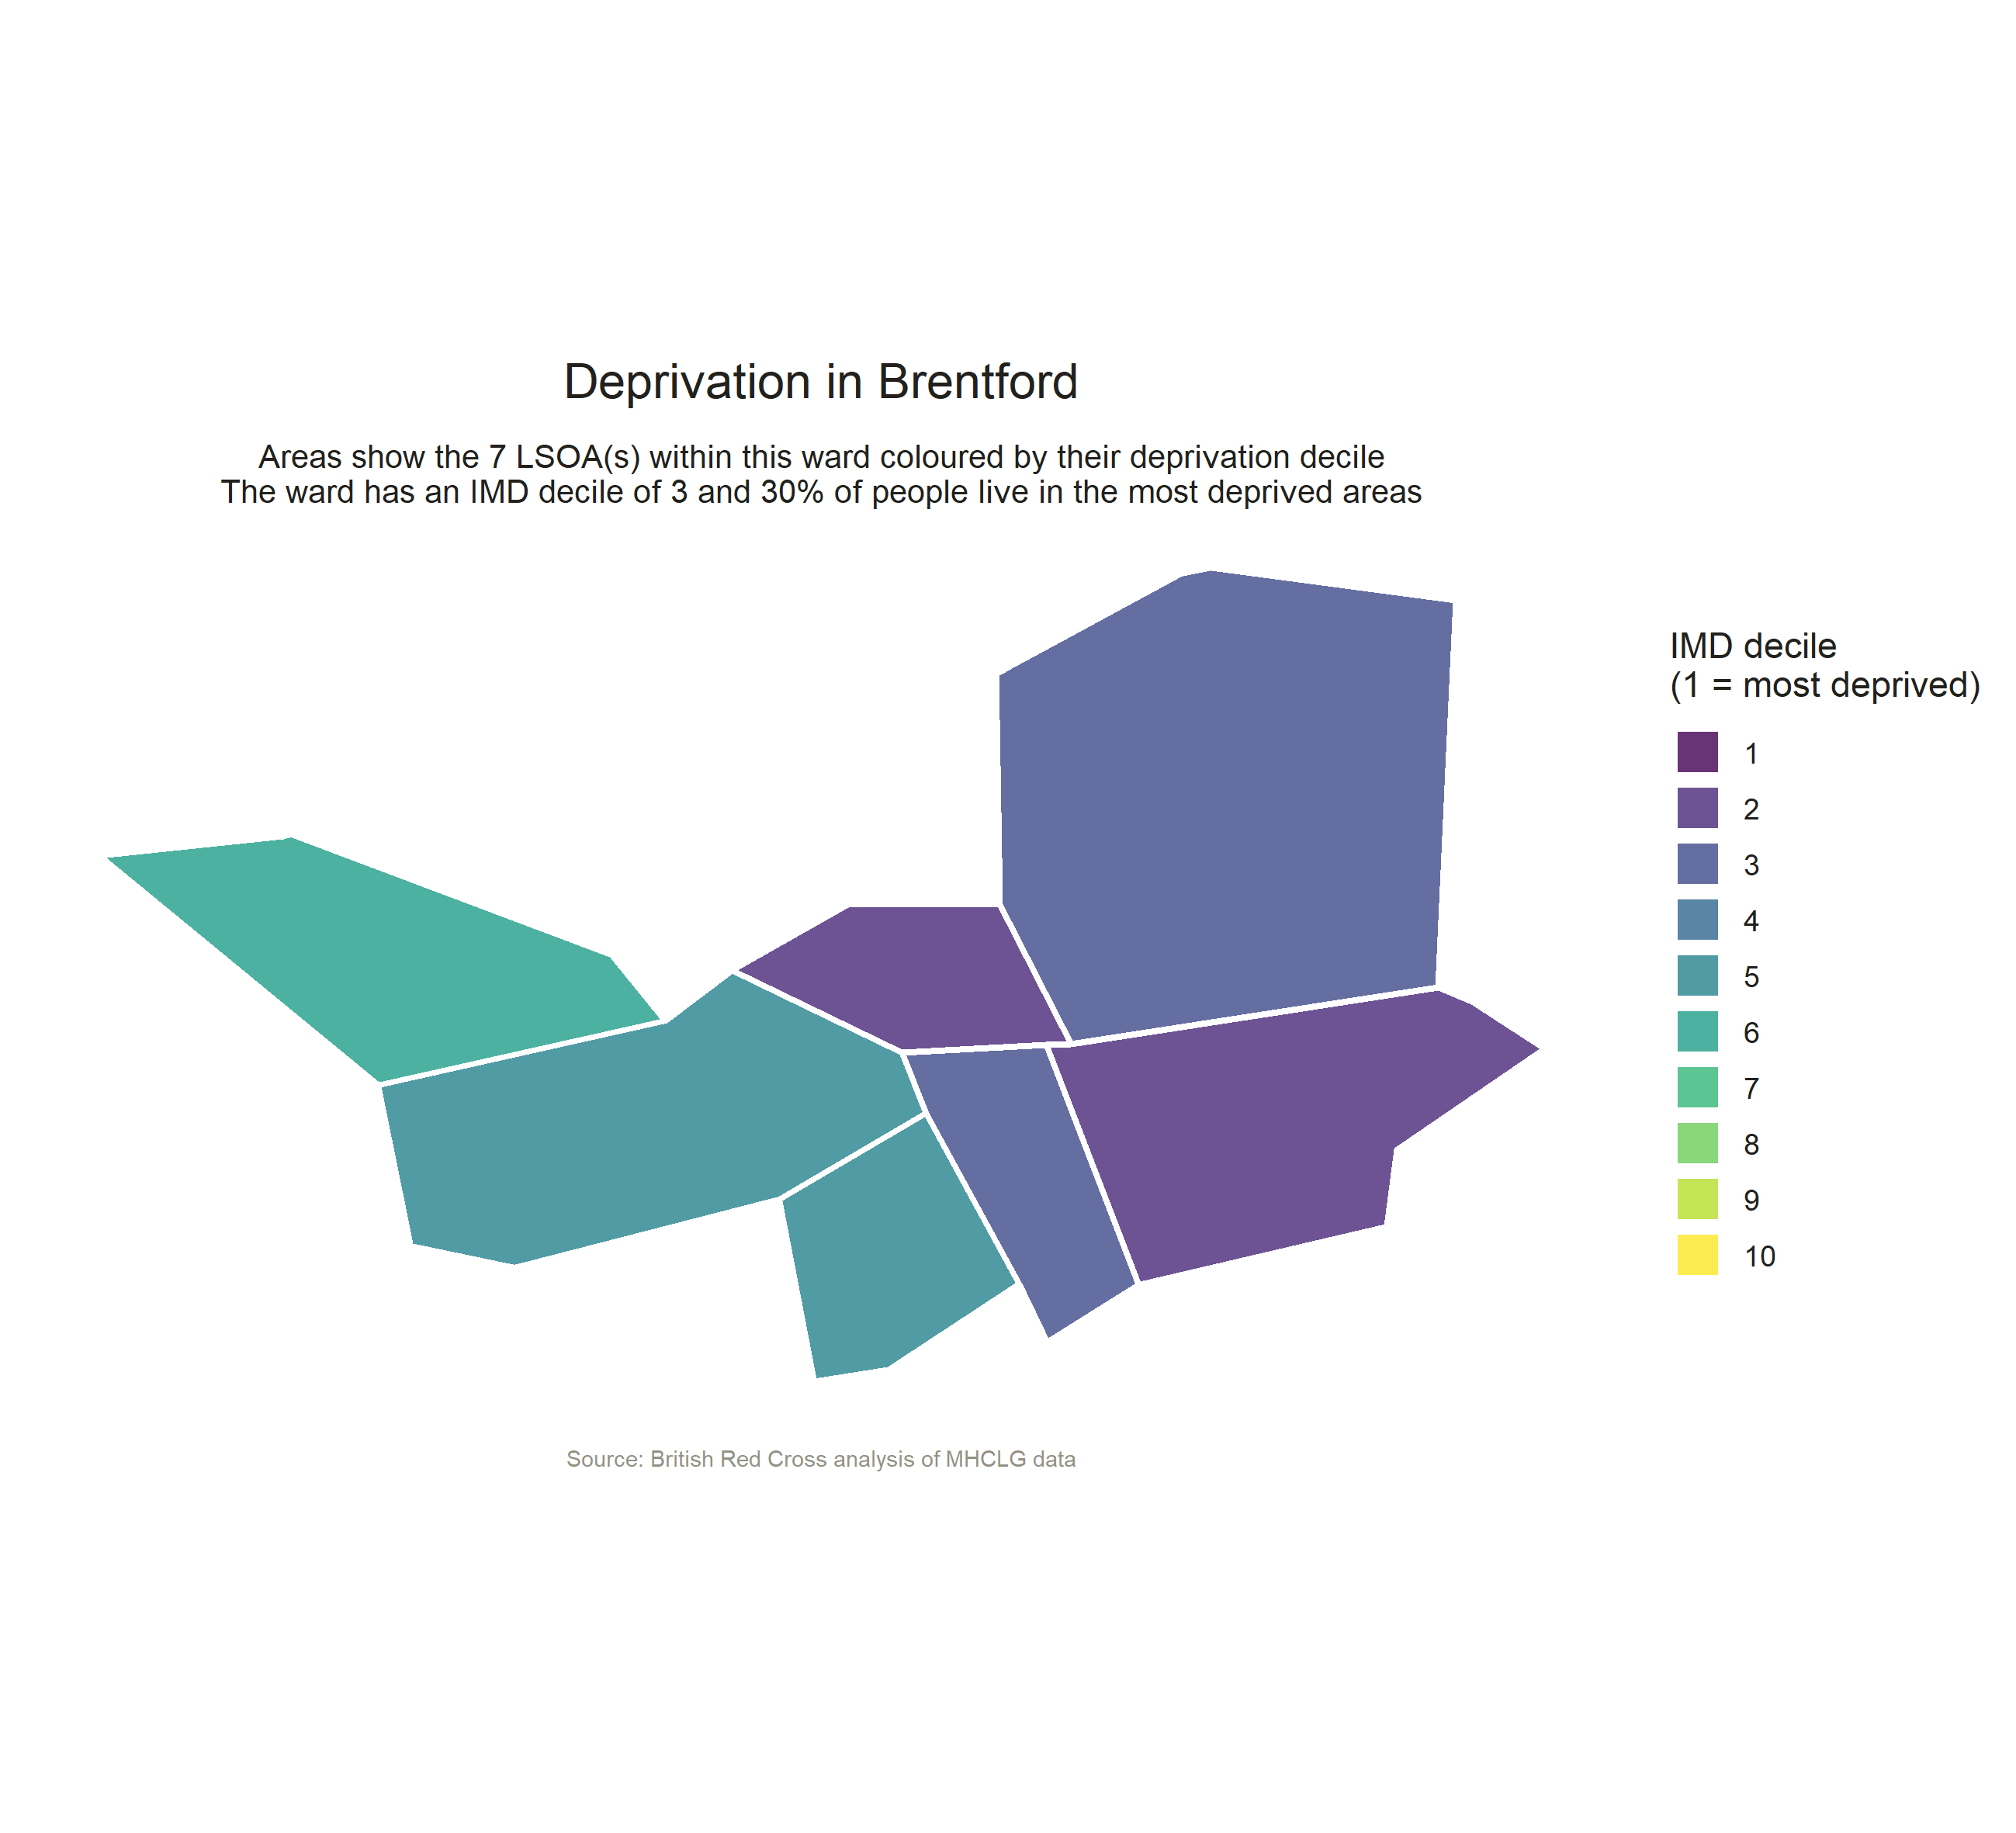 Deprivation in Brentford
Areas show the 7 LSOA(s) within this ward coloured by their deprivation decile
The ward has an IMD decile of 3 and 30% of people live in the most deprived areas
IMD decile
(1 = most deprived)
1
2
3
4
5
6
7
8
9
10
Source: British Red Cross analysis of MHCLG data